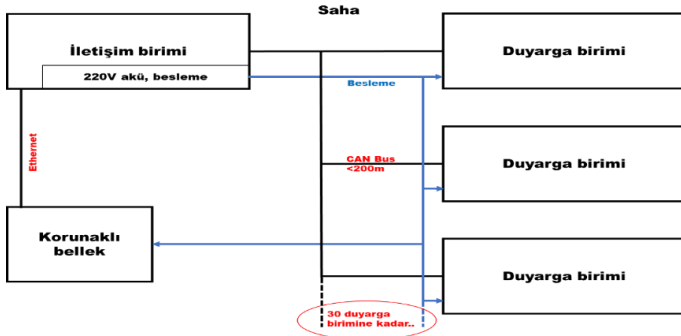 Saha
İletişim birimi
220V akü, besleme
Duyarga birimi
Besleme
Ethernet
CAN Bus
<200m
Duyarga birimi
Korunaklı
bellek
Duyarga birimi
30 duyarga
birimine kadar..